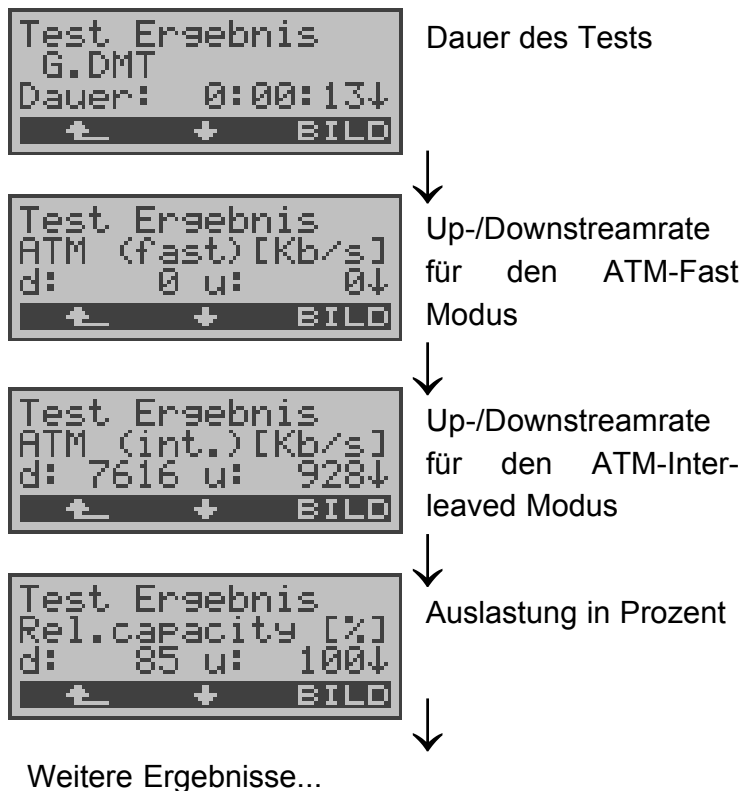 Test Ergebnis
G.DMT
Dauer: 0:00:13↓
BILD
Dauer des Tests
Test Ergebnis
ATM (fast)[Kb/s]
d: 0 u: 0↓
BILD
Up-/Downstreamrate
für den ATM-Fast
Modus
Test Ergebnis
ATM (int.)[Kb/s]
d: 7616 u: 928↓
BILD
Up-/Downstreamrate
für den ATM-Inter-
leaved Modus
Test Ergebnis
Rel.capacity [%]
d: 85 u: 100↓
BILD
Auslastung in Prozent
Weitere Ergebnisse...